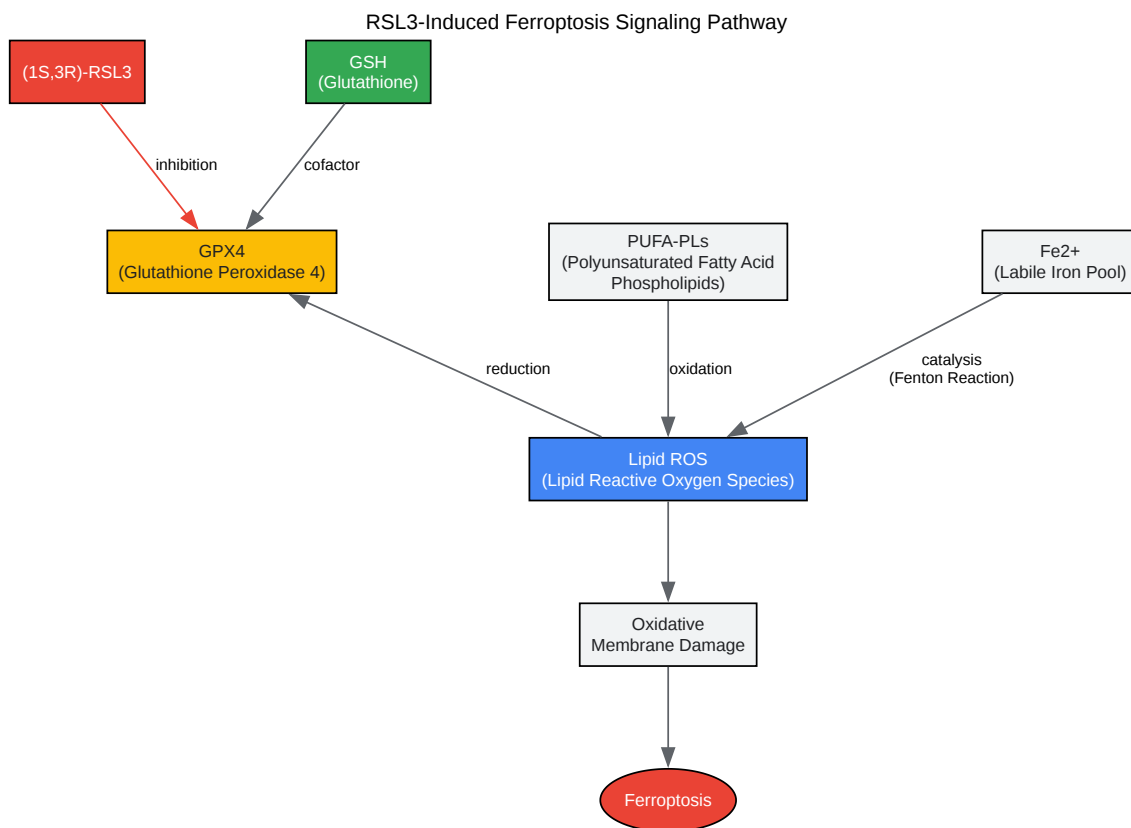 RSL3-Induced Ferroptosis Signaling Pathway
(1S,3R)-RSL3
GSH
(Glutathione)
inhibition
cofactor
GPX4
(Glutathione Peroxidase 4)
PUFA-PLs
(Polyunsaturated Fatty Acid
Phospholipids)
Fe2+
(Labile Iron Pool)
reduction
oxidation
catalysis
(Fenton Reaction)
Lipid ROS
(Lipid Reactive Oxygen Species)
Oxidative
Membrane Damage
Ferroptosis